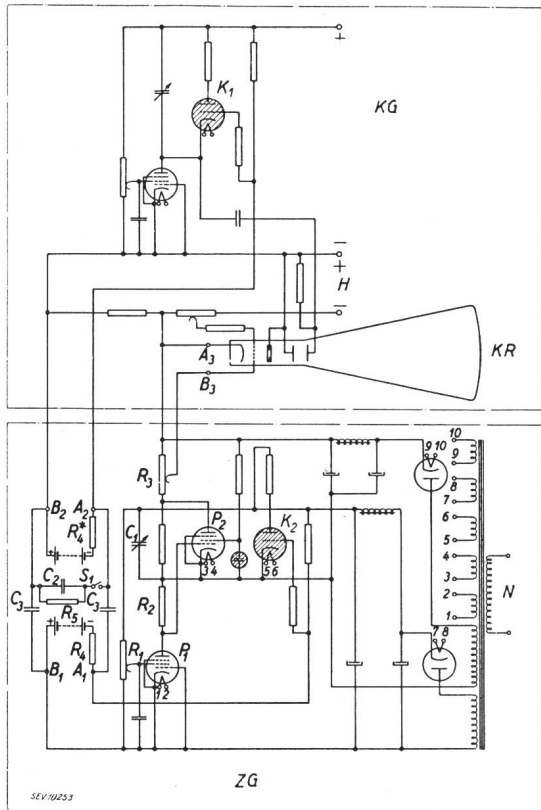 +
K₁
KG
−
+
H
−
A₃
KR
B₃
10
9 10
9
R₃
8
B₂ A₂
7
R₄*
P₂
K₂
6
C₁
5
C₂ S₁
3 4
5 6
4
C₃ C₃
3
N
R₅
R₂
2
+ −
+ −
1
7 8
R₄
R₁
P₁
B₁ A₁
1 2
ZG
SEV10253